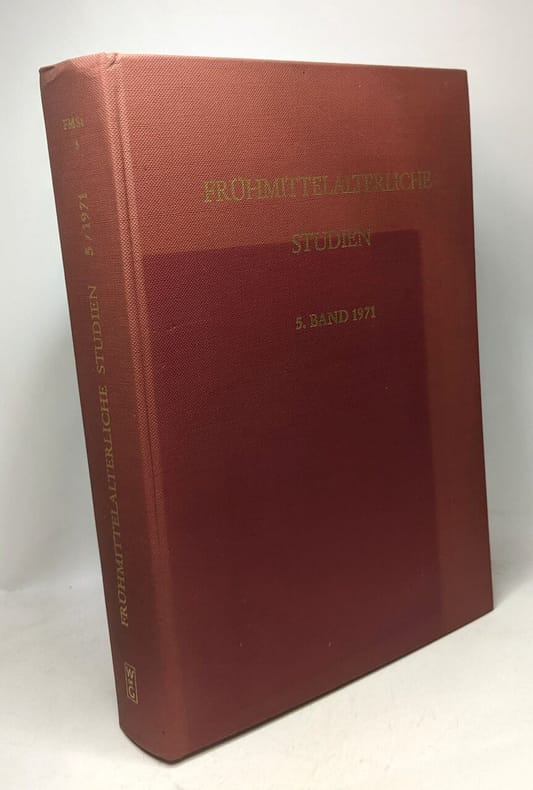 FMSt
5
FRÜHMITTELALTERLICHE STUDIEN 5 / 1971
FRÜHMITTELALTERLICHE
STUDIEN
5. BAND 1971